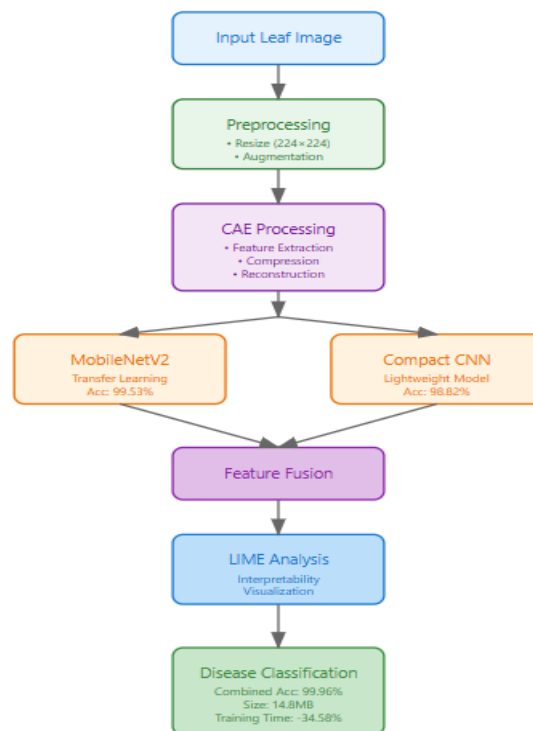 Input Leaf Image
Preprocessing
• Resize (224×224)
• Augmentation
CAE Processing
• Feature Extraction
• Compression
• Reconstruction
MobileNetV2
Transfer Learning
Acc: 99.53%
Compact CNN
Lightweight Model
Acc: 98.82%
Feature Fusion
LIME Analysis
Interpretability
Visualization
Disease Classification
Combined Acc: 99.96%
Size: 14.8MB
Training Time: -34.58%